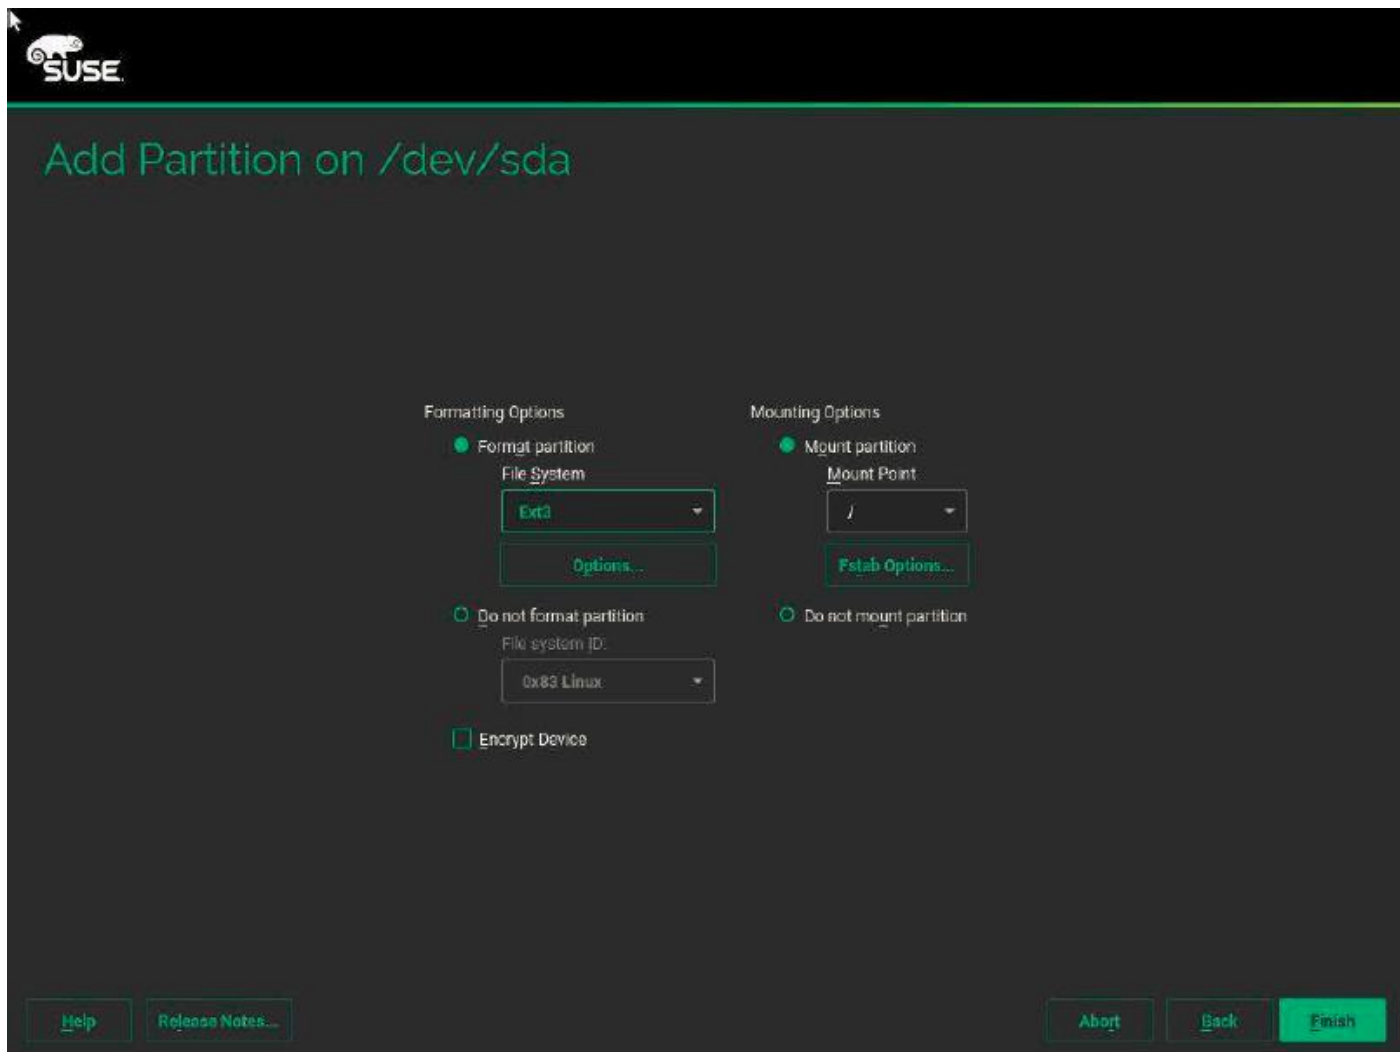 SUSE
Add Partition on /dev/sda
Formatting Options
Format partition
File System
Ext3
Options...
Do not format partition
File system ID:
0x83 Linux
Encrypt Device
Mounting Options
Mount partition
Mount Point
/
Fstab Options...
Do not mount partition
Help
Release Notes...
Abort
Back
Finish